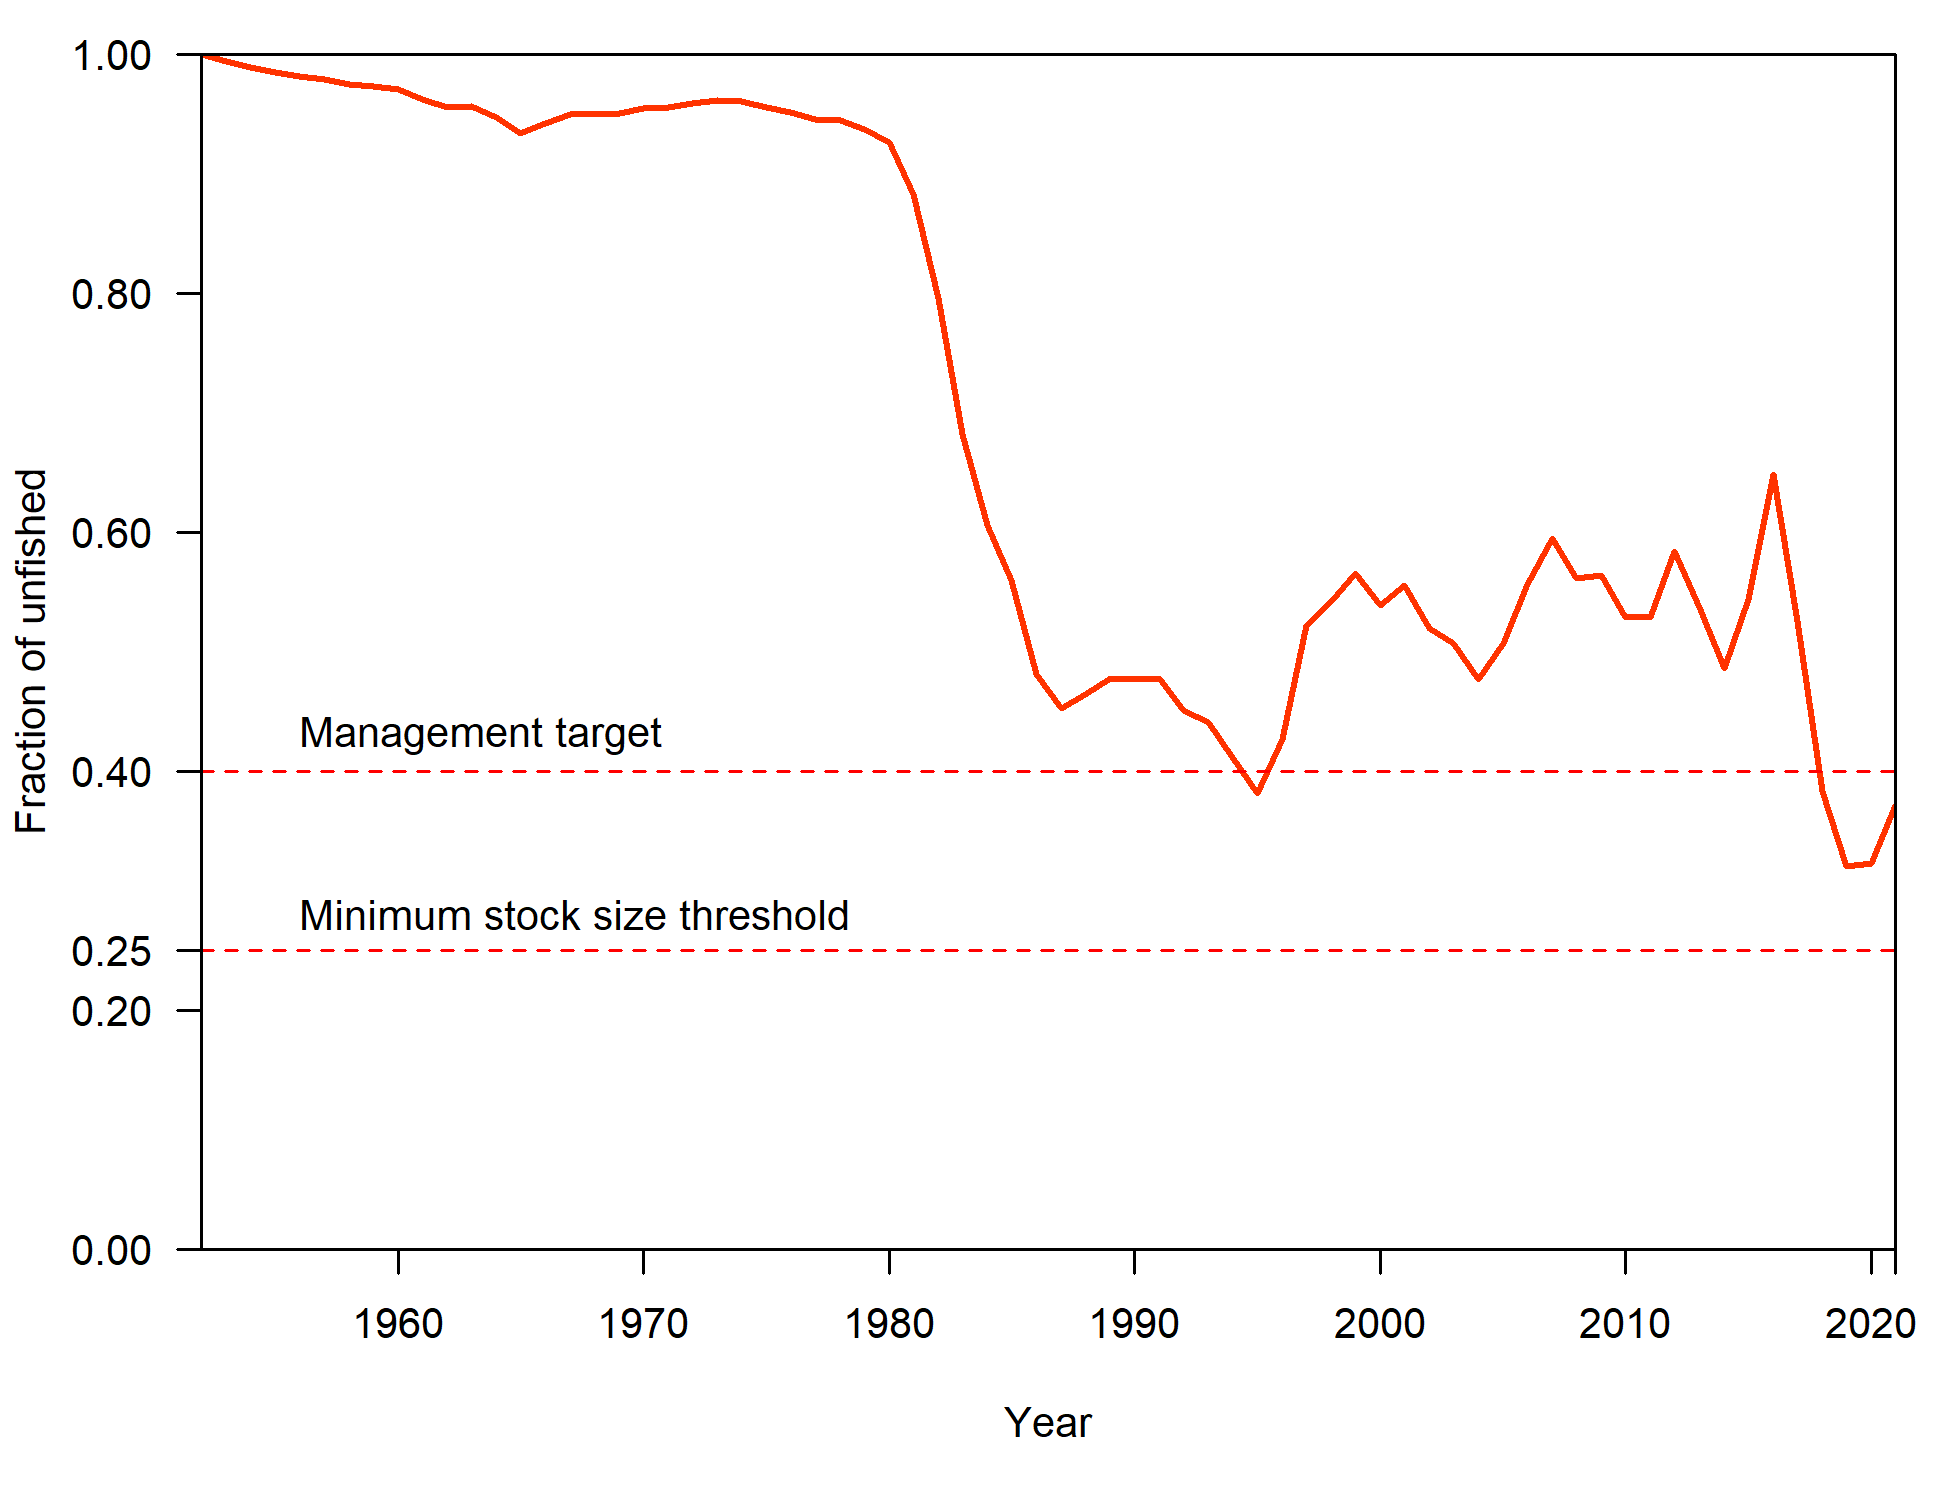 1.00
0.80
0.60
0.40
0.25
0.20
0.00
Fraction of unfished
Management target
Minimum stock size threshold
1960 1970 1980 1990 2000 2010 2020
Year